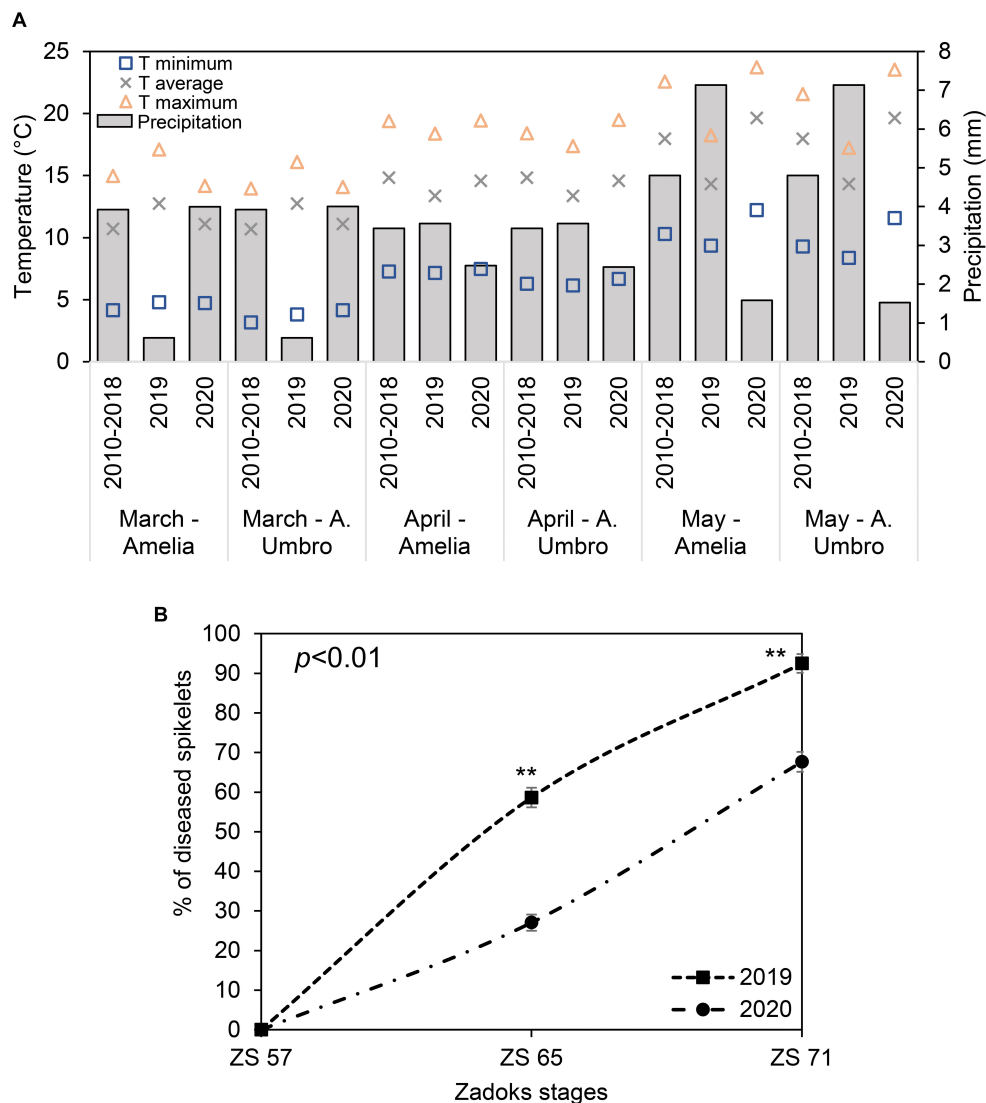 A
25
20
15
10
5
0
Temperature (°C)
T minimum
T average
T maximum
Precipitation
8
7
6
5
4
3
2
1
0
Precipitation (mm)
2010-2018
2019
2020
2010-2018
2019
2020
2010-2018
2019
2020
2010-2018
2019
2020
2010-2018
2019
2020
2010-2018
2019
2020
March -
Amelia
March - A.
Umbro
April -
Amelia
April - A.
Umbro
May -
Amelia
May - A.
Umbro
B
100
90
80
70
60
50
40
30
20
10
0
% of diseased spikelets
p<0.01
**
**
2019
2020
ZS 57
ZS 65
ZS 71
Zadoks stages